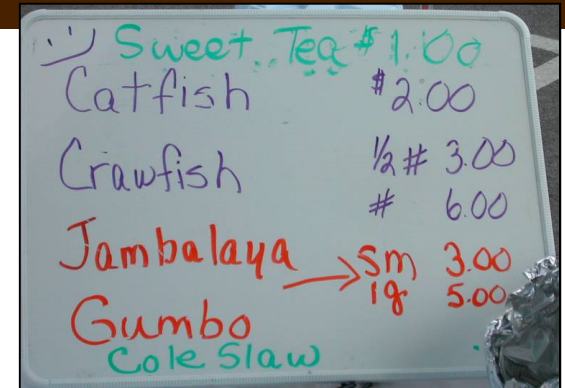 Sweet Tea $1.00
Catfish $2.00
Crawfish 1/2 # 3.00
# 6.00
Jambalaya → Sm 3.00
lg 5.00
Gumbo
Cole Slaw